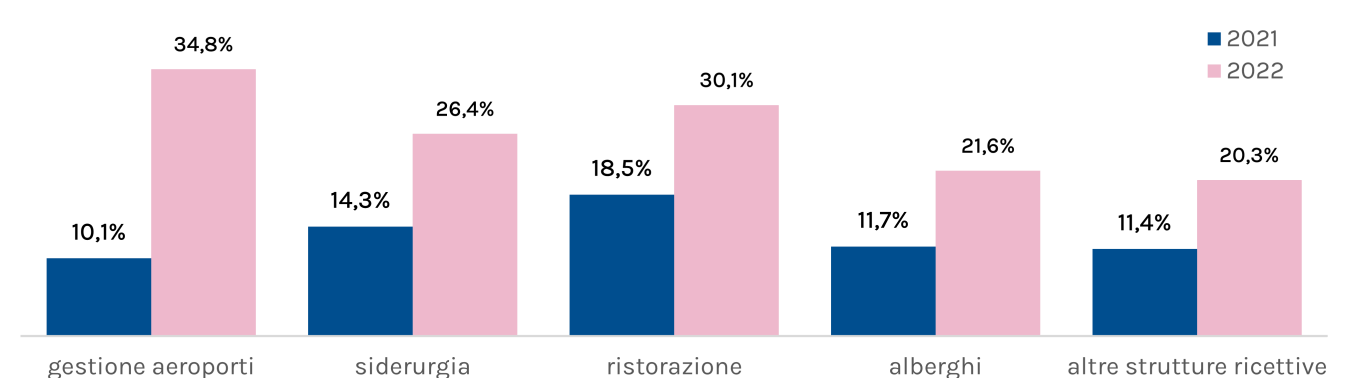 2021
2022
34,8%
26,4%
30,1%
21,6%
20,3%
10,1%
14,3%
18,5%
11,7%
11,4%
gestione aeroporti
siderurgia
ristorazione
alberghi
altre strutture ricettive